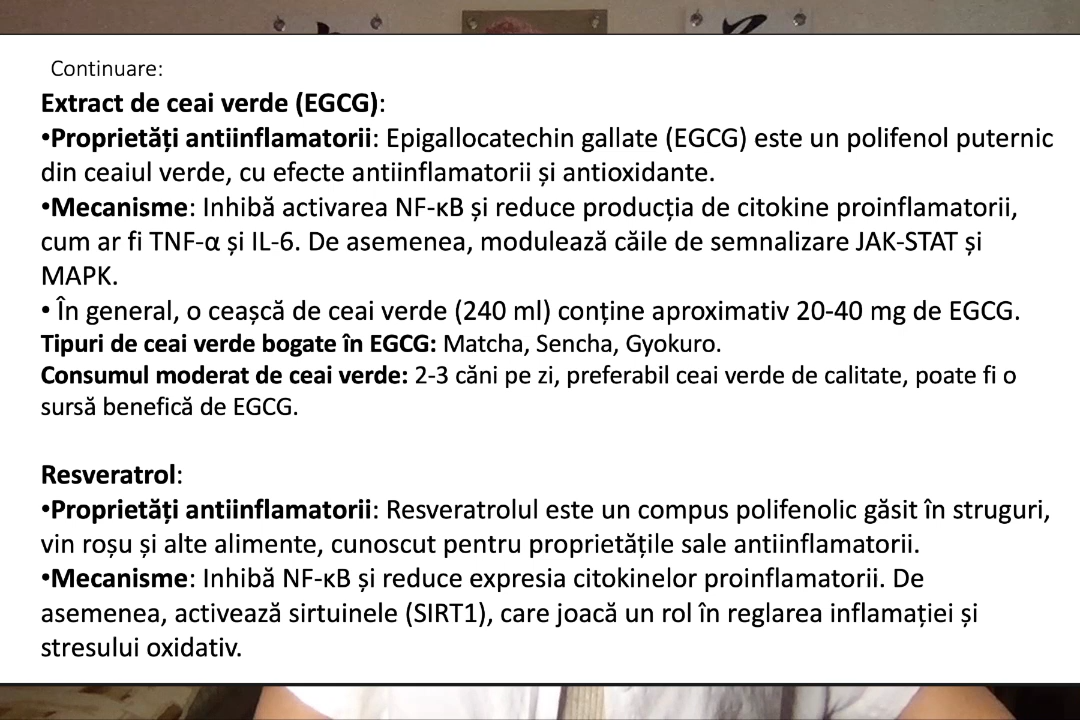 Continuare:
Extract de ceai verde (EGCG):
•Proprietăți antiinflamatorii: Epigallocatechin gallate (EGCG) este un polifenol puternic
din ceaiul verde, cu efecte antiinflamatorii și antioxidante.
•Mecanisme: Inhibă activarea NF-κB și reduce producția de citokine proinflamatorii,
cum ar fi TNF-α și IL-6. De asemenea, modulează căile de semnalizare JAK-STAT și
MAPK.
• În general, o ceașcă de ceai verde (240 ml) conține aproximativ 20-40 mg de EGCG.
Tipuri de ceai verde bogate în EGCG: Matcha, Sencha, Gyokuro.
Consumul moderat de ceai verde: 2-3 căni pe zi, preferabil ceai verde de calitate, poate fi o
sursă benefică de EGCG.
Resveratrol:
•Proprietăți antiinflamatorii: Resveratrolul este un compus polifenolic găsit în struguri,
vin roșu și alte alimente, cunoscut pentru proprietățile sale antiinflamatorii.
•Mecanisme: Inhibă NF-κB și reduce expresia citokinelor proinflamatorii. De
asemenea, activează sirtuinele (SIRT1), care joacă un rol în reglarea inflamației și
stresului oxidativ.